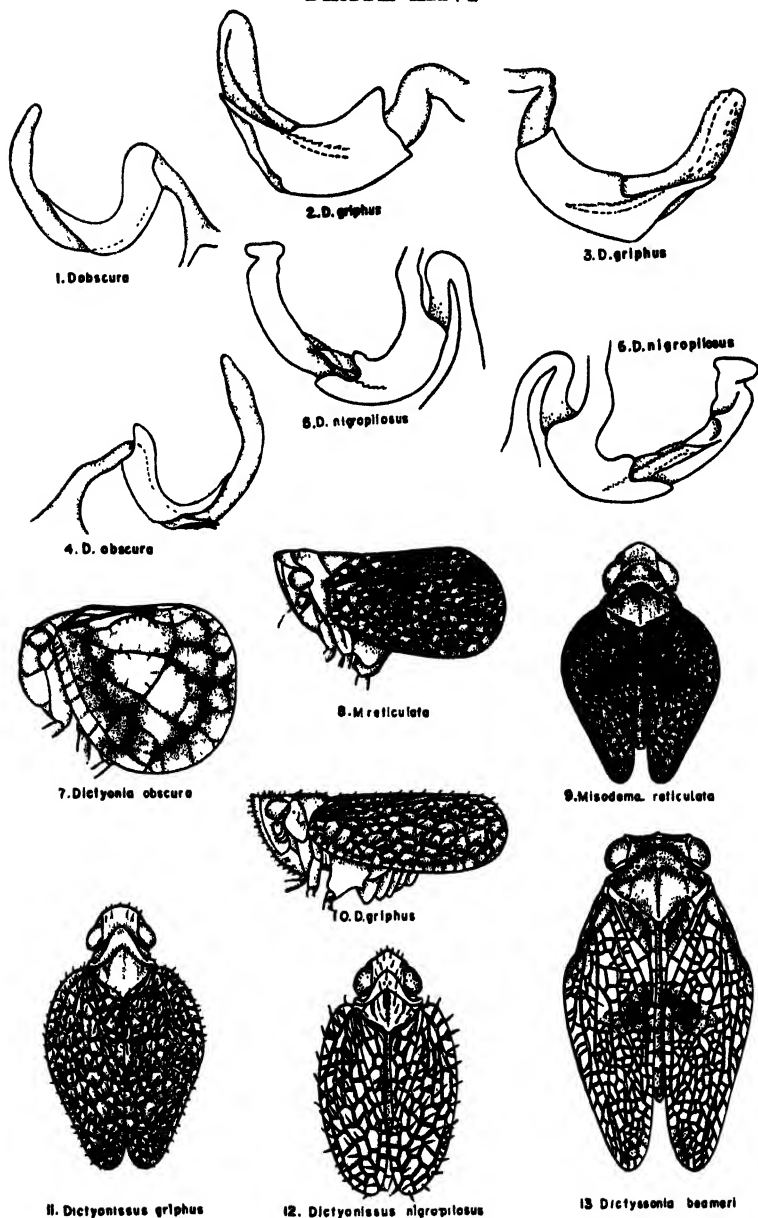 2. D. griphus
3. D. griphus
1. D. obscura
5. D. nigropilosus
6. D. nigropilosus
4. D. obscura
8. M reticulata
7. Dictyonia obscura
9. Misodema reticulata
10. D. griphus
11. Dictyonissus griphus
12. Dictyonissus nigropilosus
13 Dictyssonia beameri